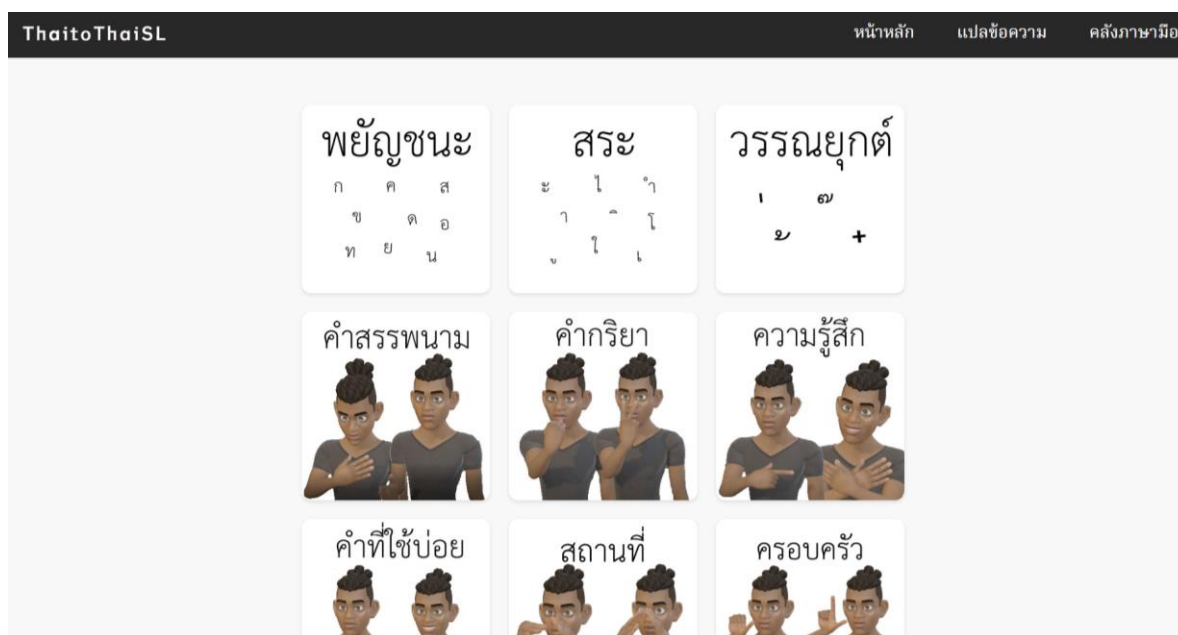 ThaitoThaiSL หน้าหลัก แปลข้อความ คลังภาษามือ
พยัญชนะ สระ วรรณยุกต์
ก ค ส ะ ไ ำ
ข ด อ า ิ โ ่ ๊
ท ย น ู ใ เ ้ ๋
คำสรรพนาม คำกริยา ความรู้สึก
คำที่ใช้บ่อย สถานที่ ครอบครัว